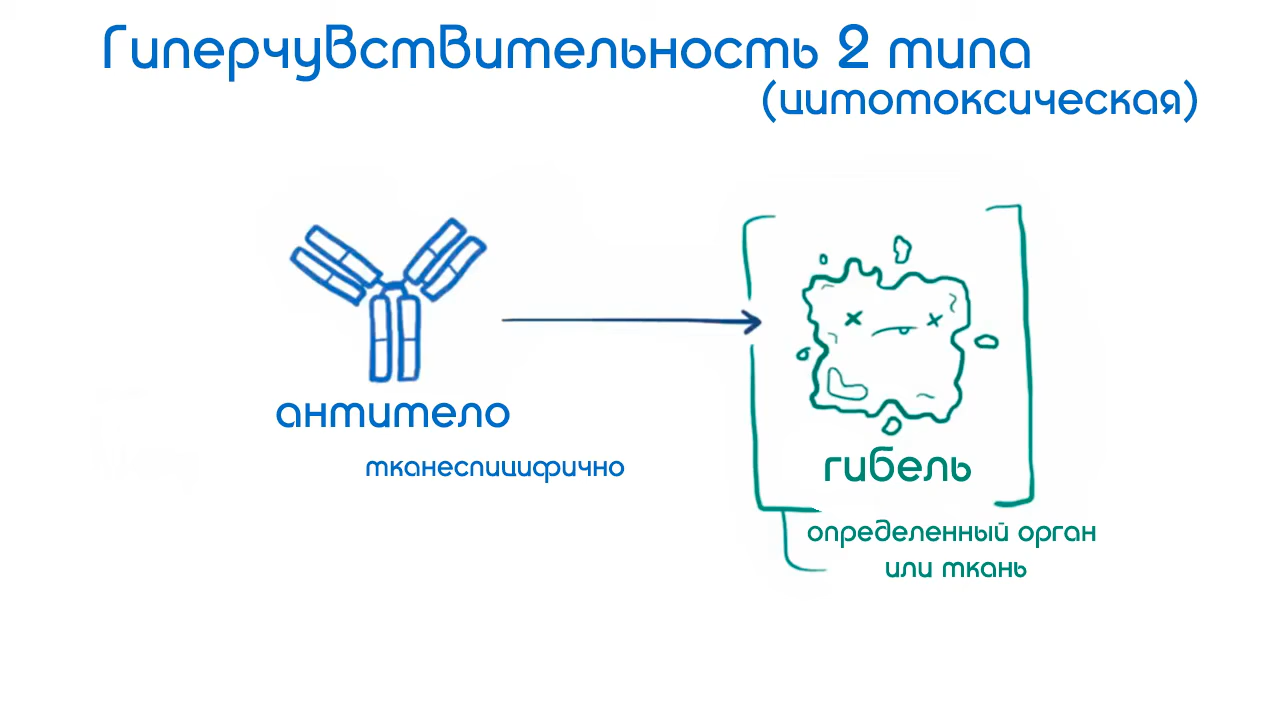 Гиперчувствительность 2 типа
(цитотоксическая)
антитело
тканеспицифично
гибель
определенный орган
или ткань